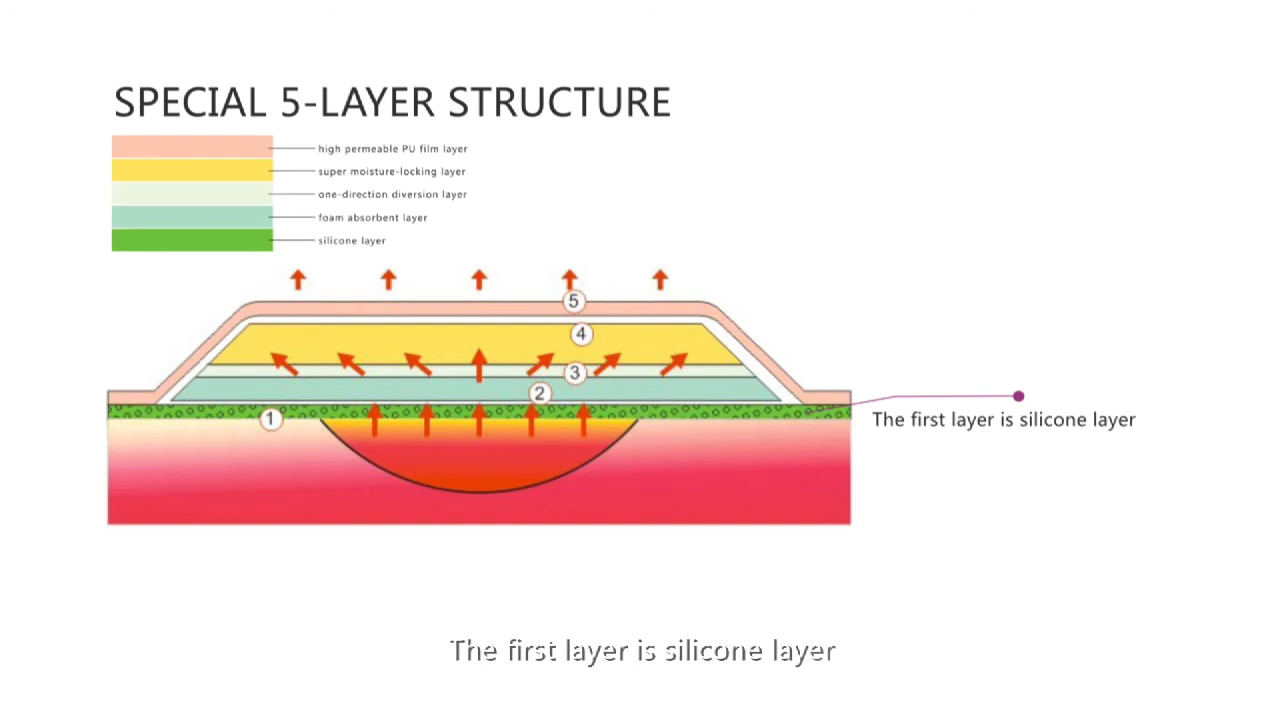 SPECIAL 5-LAYER STRUCTURE
high permeable PU film layer
super moisture-locking layer
one-direction diversion layer
foam absorbent layer
silicone layer
5
4
3
2
1
The first layer is silicone layer
The first layer is silicone layer